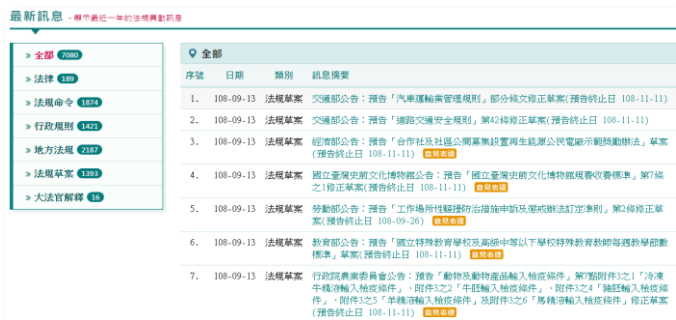 最新訊息 - 顯示最近一年的法規異動訊息
» 全部 7080
» 法律 189
» 法規命令 1874
» 行政規則 1421
» 地方法規 2187
» 法規草案 1393
» 大法官解釋 16
全部
序號 日期 類別 訊息摘要
1. 108-09-13 法規草案 交通部公告：預告「汽車運輸業管理規則」部分條文修正草案(預告終止日 108-11-11)
2. 108-09-13 法規草案 交通部公告：預告「道路交通安全規則」第42條修正草案(預告終止日 108-11-11)
3. 108-09-13 法規草案 經濟部公告：預告「合作社及社區公開募集設置再生能源公民電廠示範獎勵辦法」草案
(預告終止日 108-11-11) 意見表達
4. 108-09-13 法規草案 國立臺灣史前文化博物館公告：預告「國立臺灣史前文化博物館規費收費標準」第7條
之1修正草案(預告終止日 108-11-11) 意見表達
5. 108-09-13 法規草案 勞動部公告：預告「工作場所性騷擾防治措施申訴及懲戒辦法訂定準則」第2條修正草
案(預告終止日 108-09-26) 意見表達
6. 108-09-13 法規草案 教育部公告：預告「國立特殊教育學校及高級中等以下學校特殊教育教師每週教學節數
標準」草案(預告終止日 108-11-11) 意見表達
7. 108-09-13 法規草案 行政院農業委員會公告：預告「動物及動物產品輸入檢疫條件」第7點附件3之1「冷凍
牛精液輸入檢疫條件」、附件3之2「牛胚輸入檢疫條件」、附件3之4「豬胚輸入檢疫條
件」、附件3之5「羊精液輸入檢疫條件」及附件3之6「馬精液輸入檢疫條件」修正草案
(預告終止日 108-11-11) 意見表達